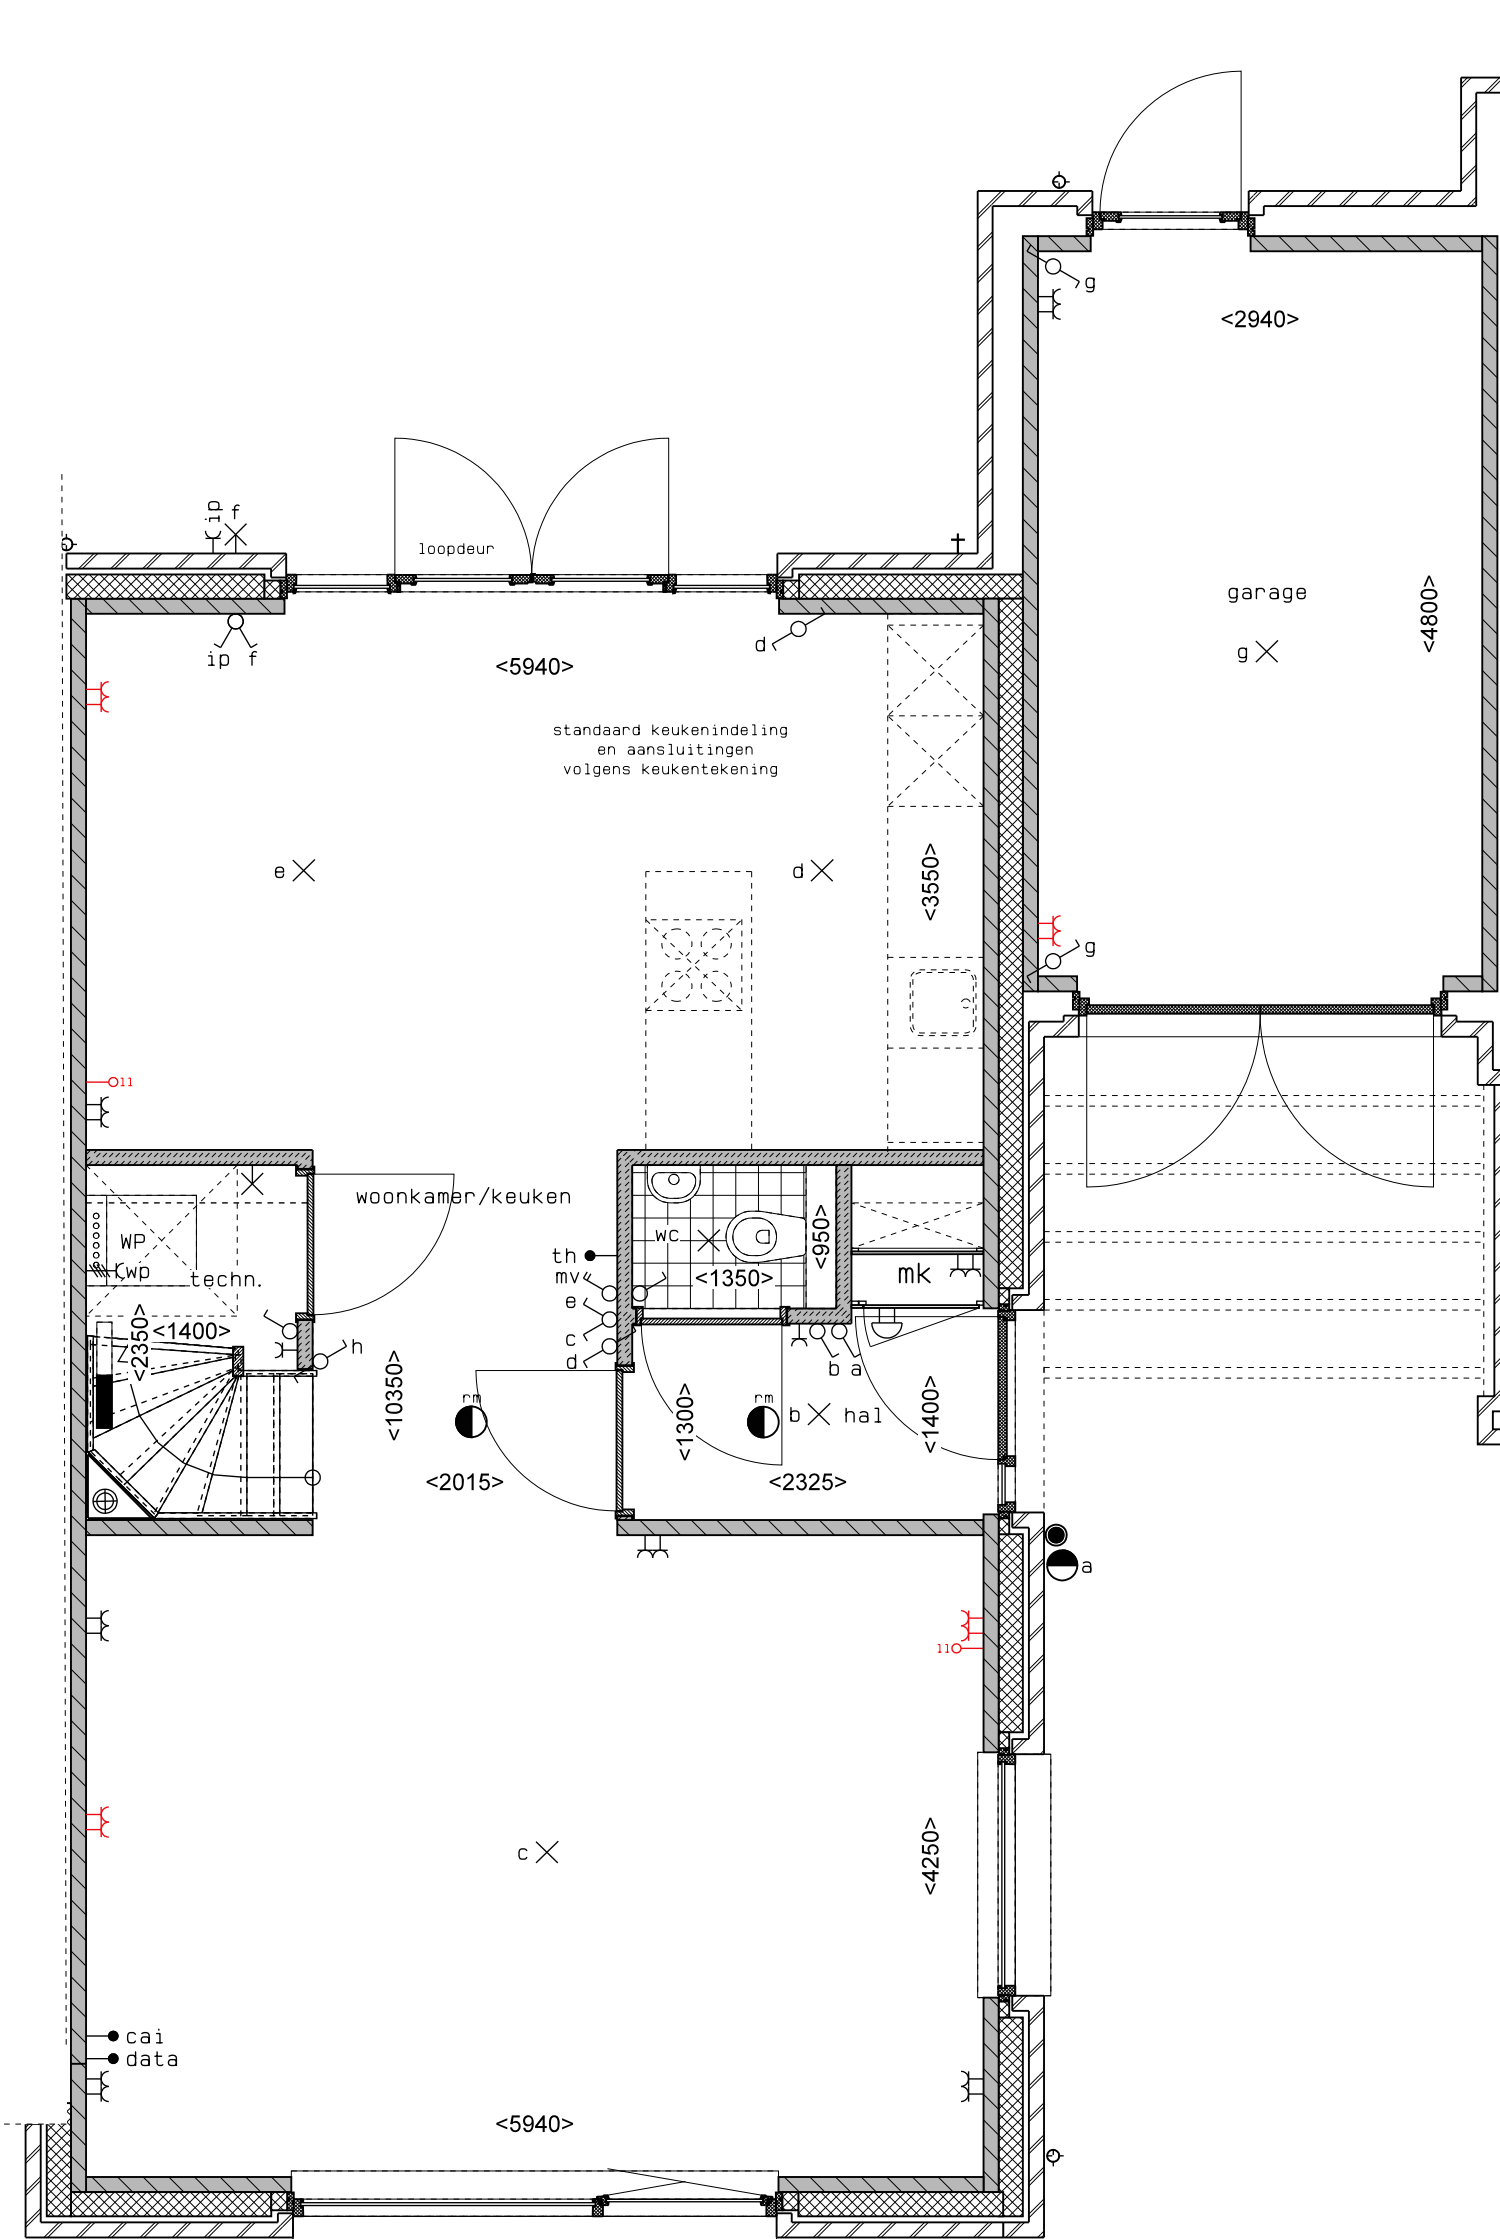 g
<2940>
ip
f
loopdeur
garage
<4800>
g
ip f
d
<5940>
standaard keukenindeling
en aansluitingen
volgens keukentekening
e
d
<3550>
g
11
woonkamer/keuken
WP
wp
techn.
wc
<950>
th
mv
<1350>
mk
e
c
d
<1400>
<2350>
h
b a
<10350>
rm
rm
<1300>
b
hal
<1400>
<2015>
<2325>
a
11
c
<4250>
cai
data
<5940>